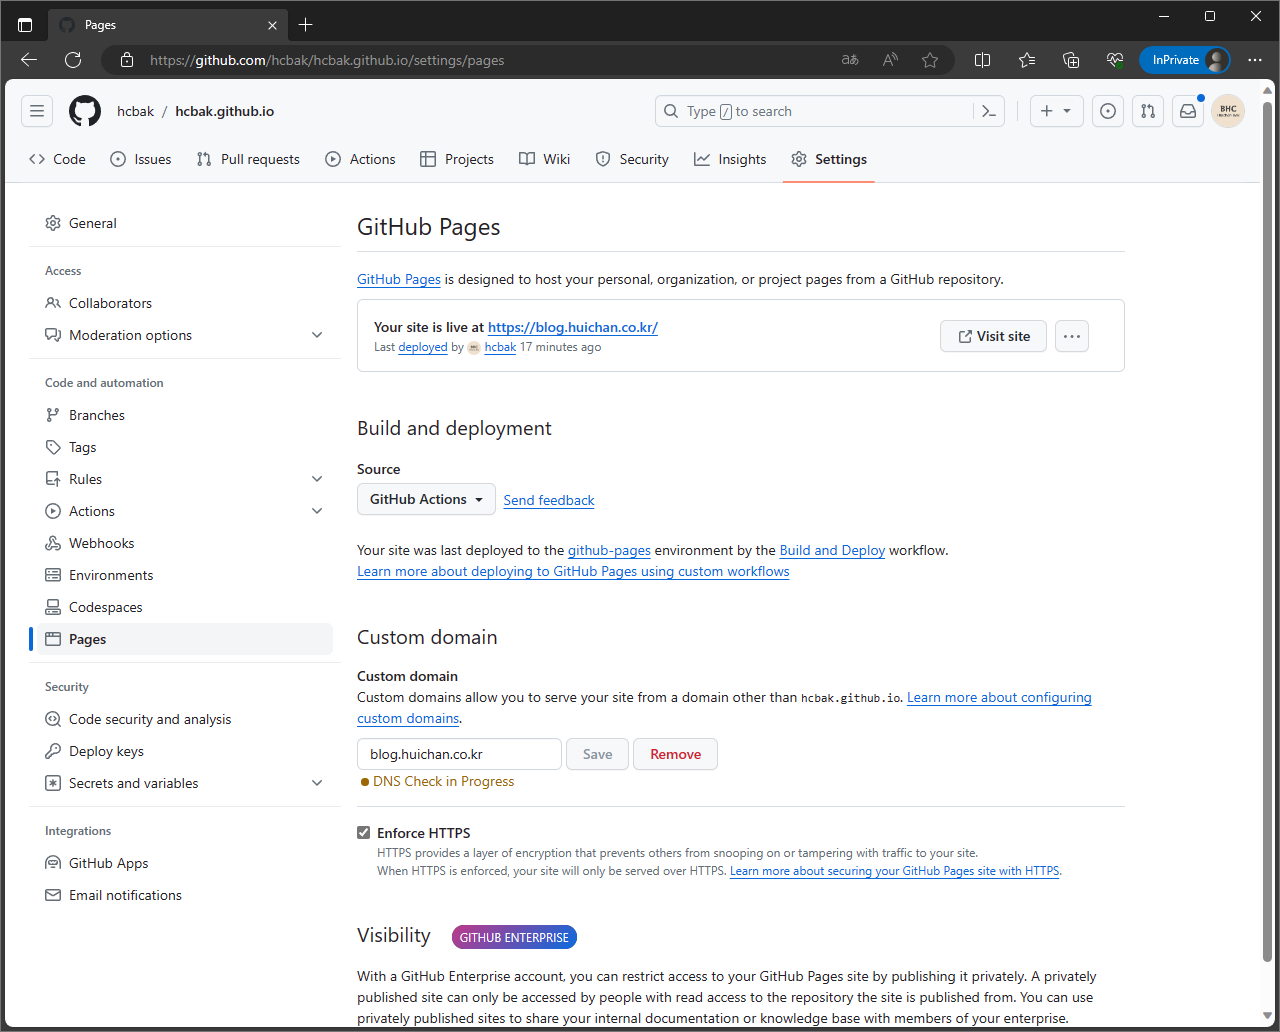 Pages
https://github.com/hcbak/hcbak.github.io/settings/pages
InPrivate
hcbak / hcbak.github.io
Type / to search
BHC
Code
Issues
Pull requests
Actions
Projects
Wiki
Security
Insights
Settings
General
Access
Collaborators
Moderation options
Code and automation
Branches
Tags
Rules
Actions
Webhooks
Environments
Codespaces
Pages
Security
Code security and analysis
Deploy keys
Secrets and variables
Integrations
GitHub Apps
Email notifications
GitHub Pages
GitHub Pages is designed to host your personal, organization, or project pages from a GitHub repository.
Your site is live at https://blog.huichan.co.kr/
Last deployed by hcbak 17 minutes ago
Visit site
Build and deployment
Source
GitHub Actions
Send feedback
Your site was last deployed to the github-pages environment by the Build and Deploy workflow.
Learn more about deploying to GitHub Pages using custom workflows
Custom domain
Custom domain
Custom domains allow you to serve your site from a domain other than hcbak.github.io. Learn more about configuring
custom domains.
blog.huichan.co.kr
Save
Remove
DNS Check in Progress
Enforce HTTPS
HTTPS provides a layer of encryption that prevents others from snooping on or tampering with traffic to your site.
When HTTPS is enforced, your site will only be served over HTTPS. Learn more about securing your GitHub Pages site with HTTPS.
Visibility
GITHUB ENTERPRISE
With a GitHub Enterprise account, you can restrict access to your GitHub Pages site by publishing it privately. A privately
published site can only be accessed by people with read access to the repository the site is published from. You can use
privately published sites to share your internal documentation or knowledge base with members of your enterprise.